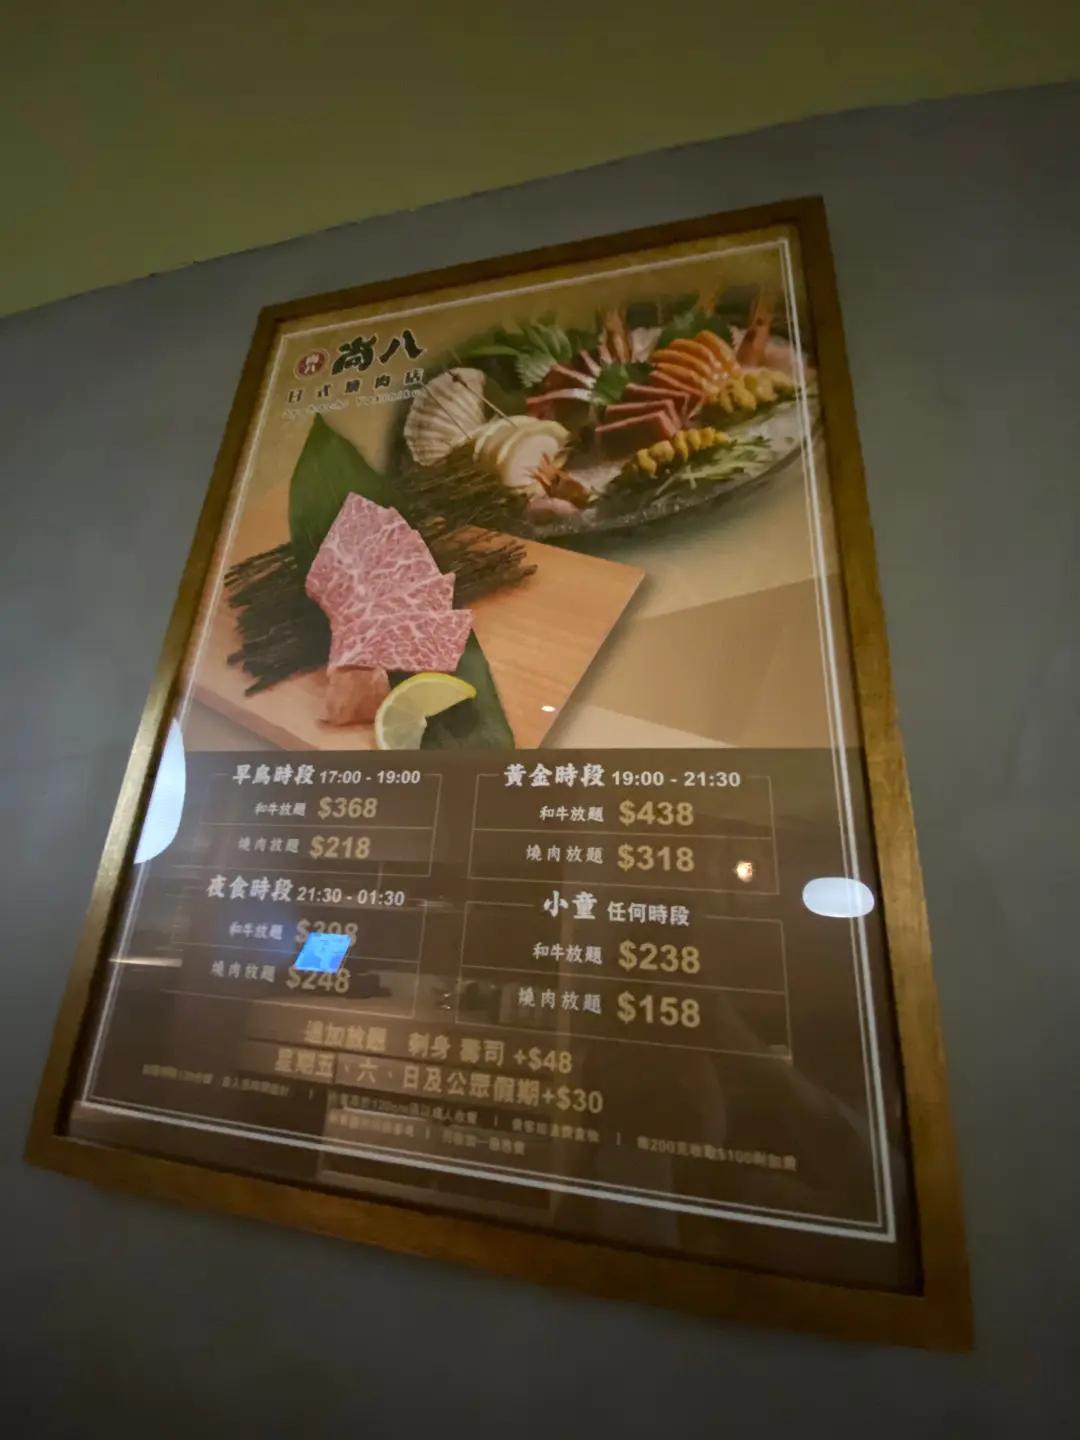 尚八
尚八
日式燒肉店
早鳥時段 17:00 - 19:00
和牛放題 $368
燒肉放題 $218
黃金時段 19:00 - 21:30
和牛放題 $438
燒肉放題 $318
夜食時段 21:30 - 01:30
和牛放題 $398
燒肉放題 $248
小童 任何時段
和牛放題 $238
燒肉放題 $158
追加放題 刺身 壽司 +$48
星期五、六、日及公眾假期+$30